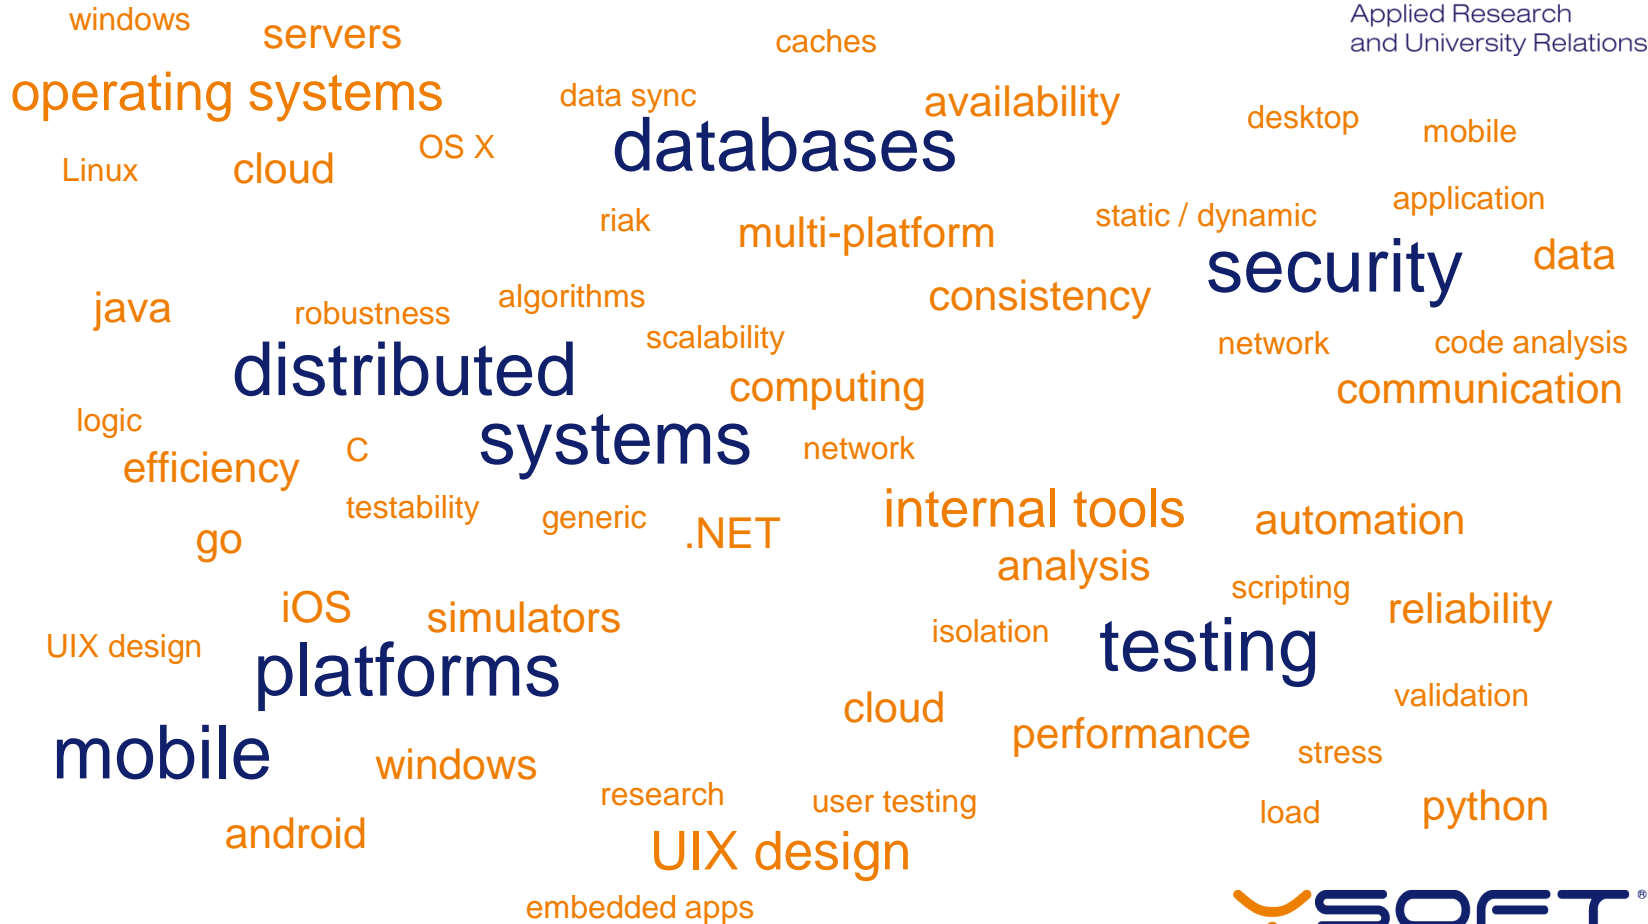 windows
servers
caches
Applied Research
and University Relations
operating systems
data sync
availability
desktop
mobile
OS X
databases
Linux
cloud
riak
multi-platform
static / dynamic
application
security
data
java
robustness
algorithms
consistency
scalability
network
code analysis
distributed
computing
communication
logic
C
systems
network
efficiency
testability
generic
.NET
internal tools
automation
go
analysis
iOS
simulators
scripting
reliability
UIX design
platforms
isolation
testing
cloud
validation
mobile
windows
performance
stress
research
user testing
load
python
android
UIX design
embedded apps
YSOFT®